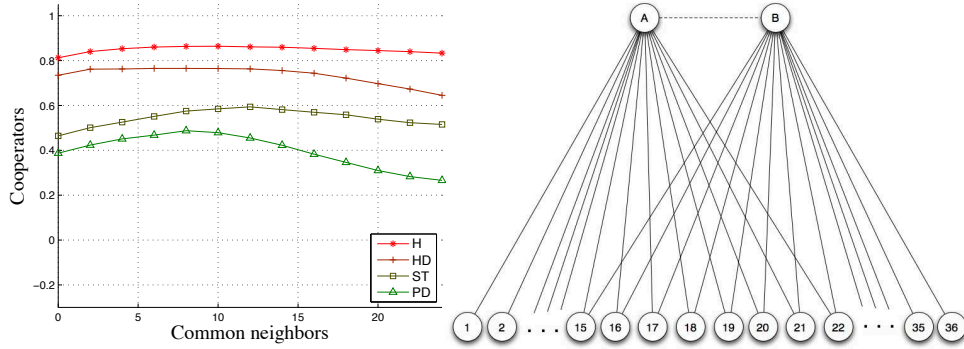 1
0.8
0.6
0.4
0.2
0
−0.2
Cooperators
0 5 10 15 20
Common neighbors
H
HD
ST
PD
A B
1 2 . . . 15 16 17 18 19 20 21 22 . . . 35 36